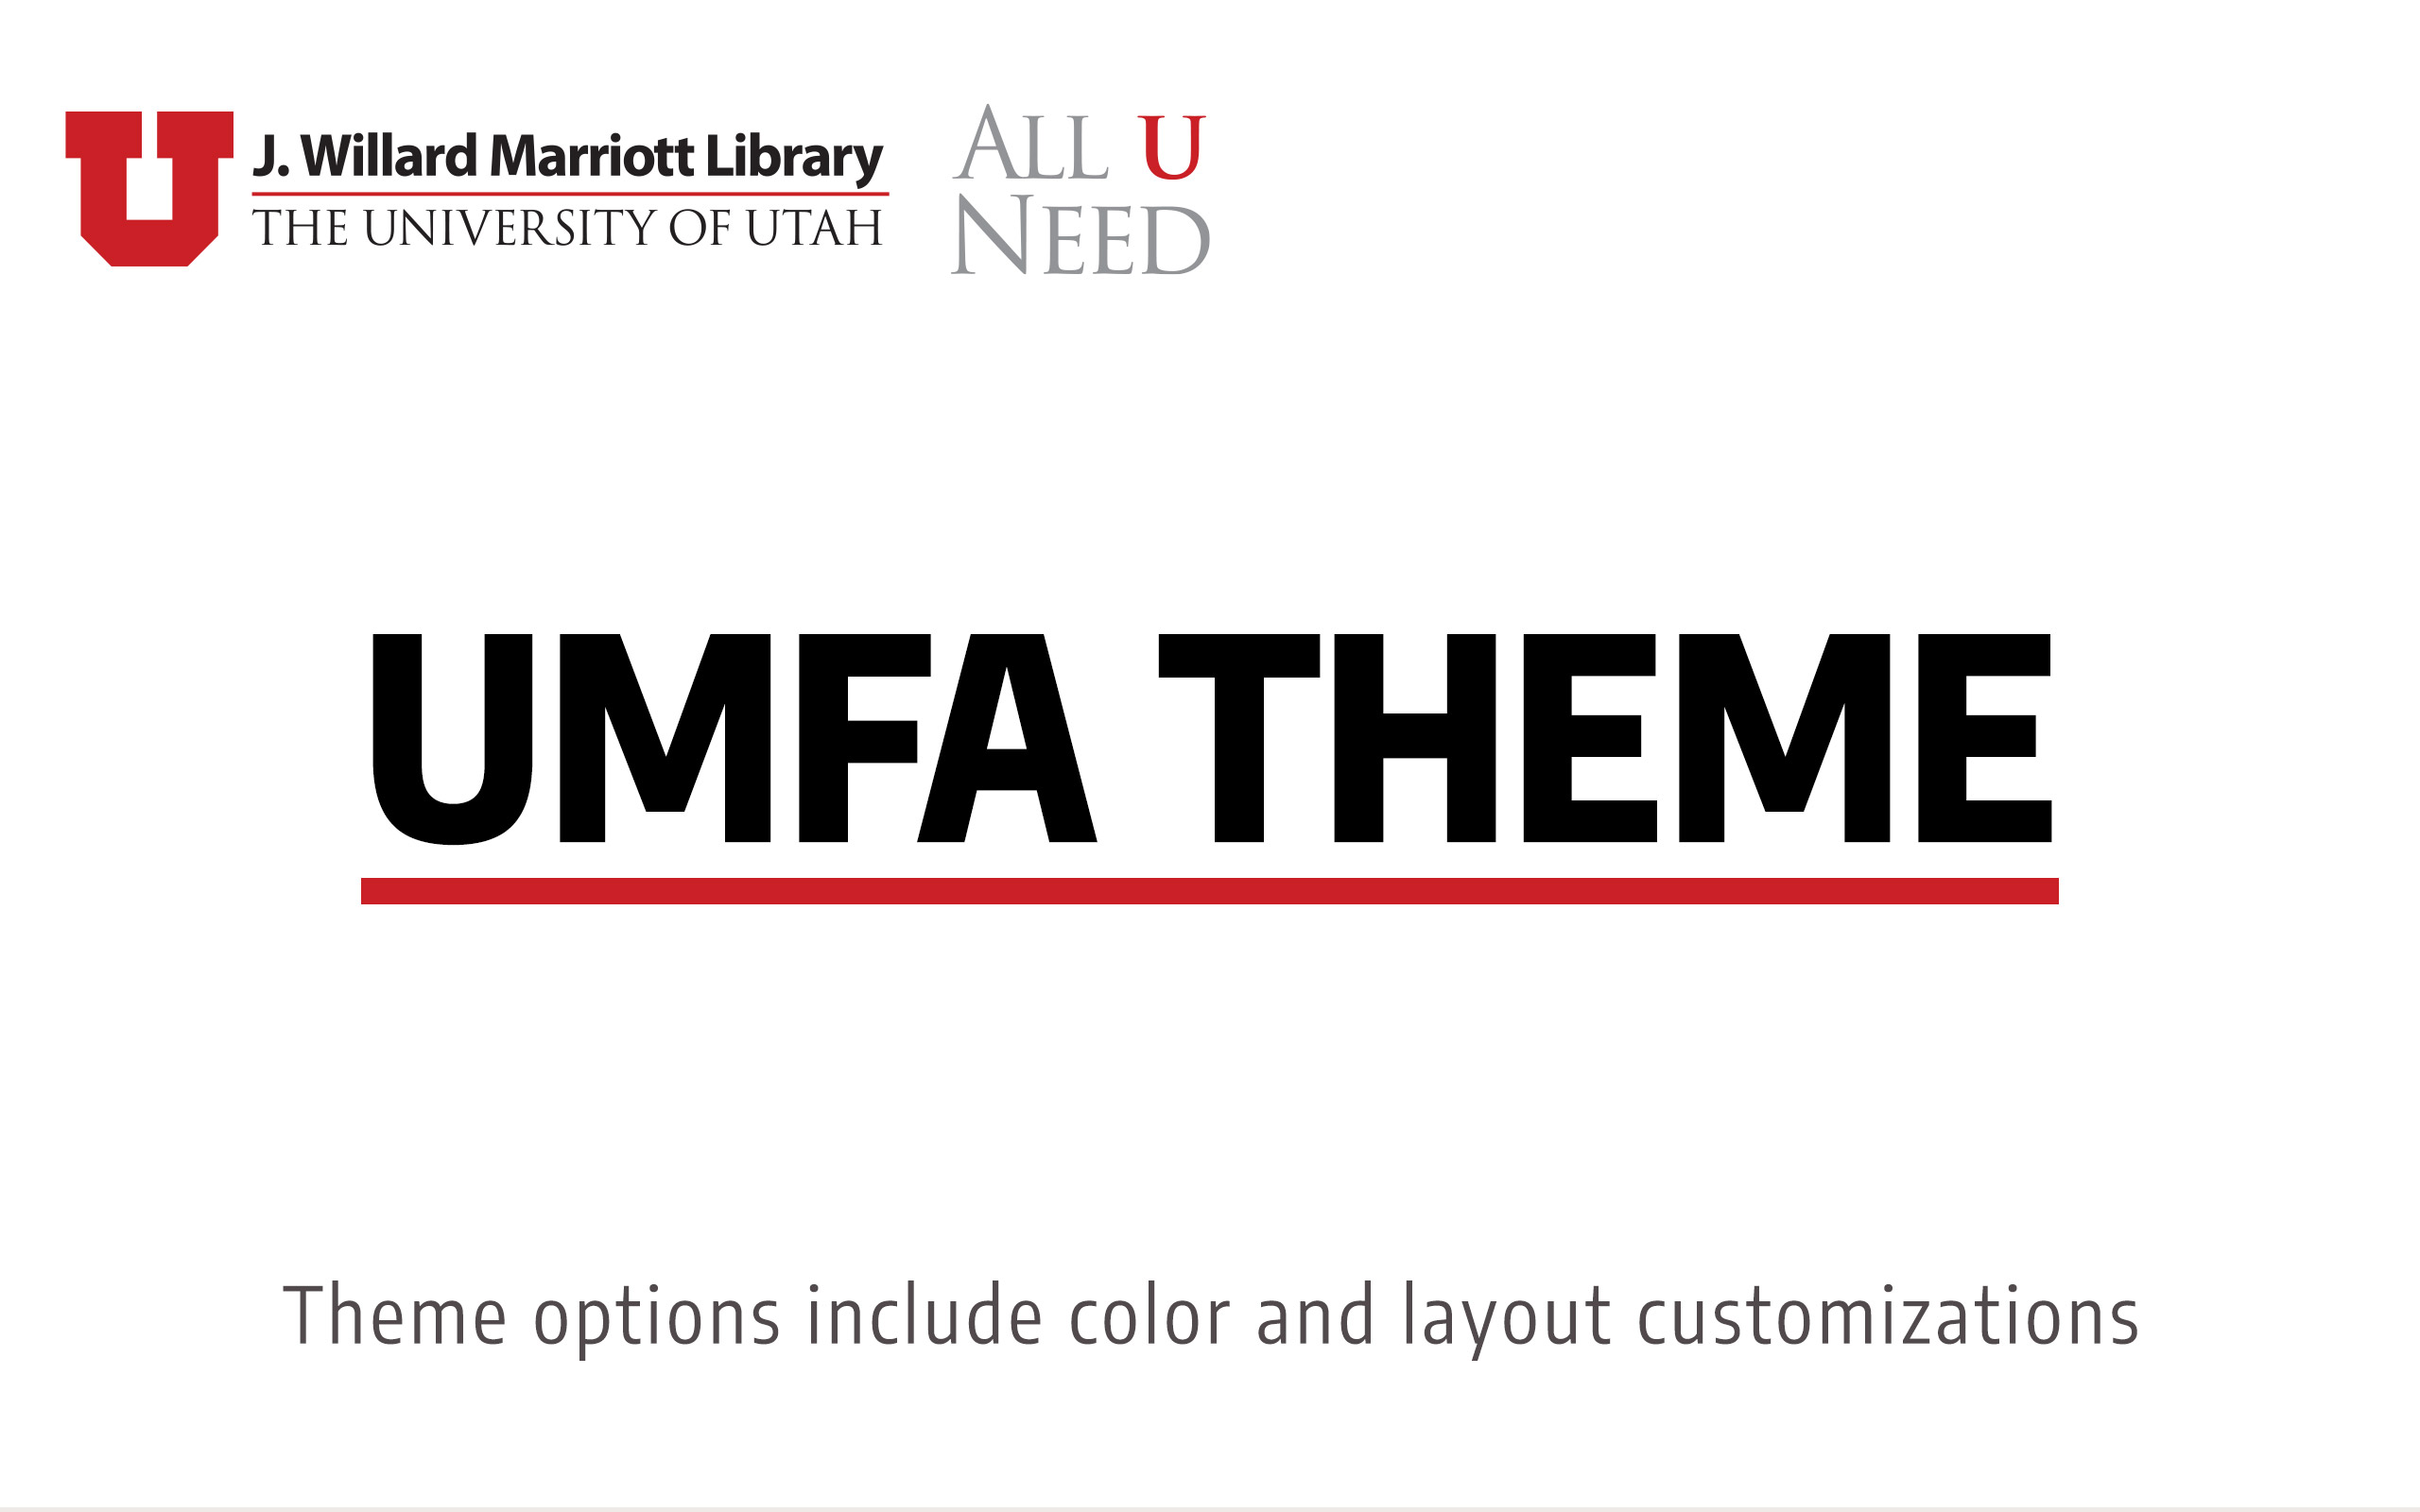 U J. Willard Marriott Library
THE UNIVERSITY OF UTAH
ALL U
NEED
UMFA THEME
Theme options include color and layout customizations